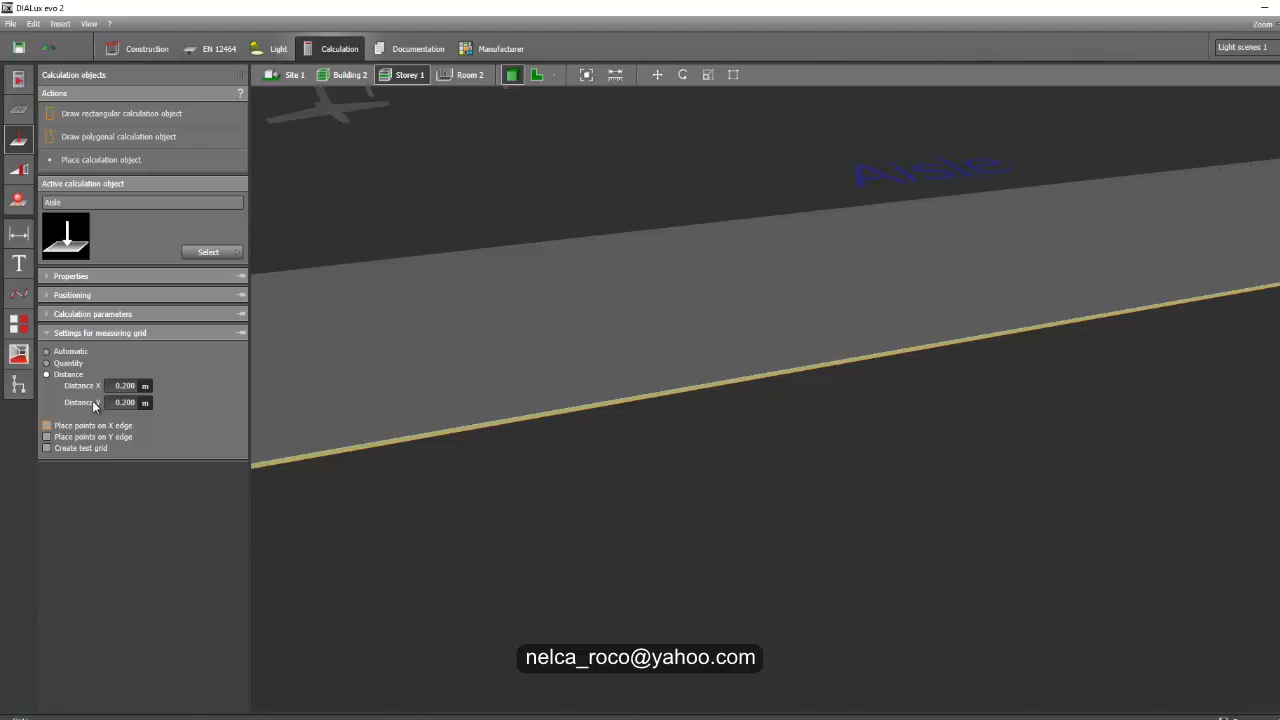 DIALux evo 2
File Edit Insert View ?
Zoom
Construction EN 12464 Light Calculation Documentation Manufacturer
Light scenes 1
Calculation objects
Site 1 Building 2 Storey 1 Room 2
Actions ?
Draw rectangular calculation object
Draw polygonal calculation object
Place calculation object
Active calculation object
Aisle
Select
Properties
Positioning
Calculation parameters
Settings for measuring grid
Automatic
Quantity
Distance
Distance X 0.200 m
Distance Y 0.200 m
Place points on X edge
Place points on Y edge
Create test grid
Aisle
T
nelca_roco@yahoo.com